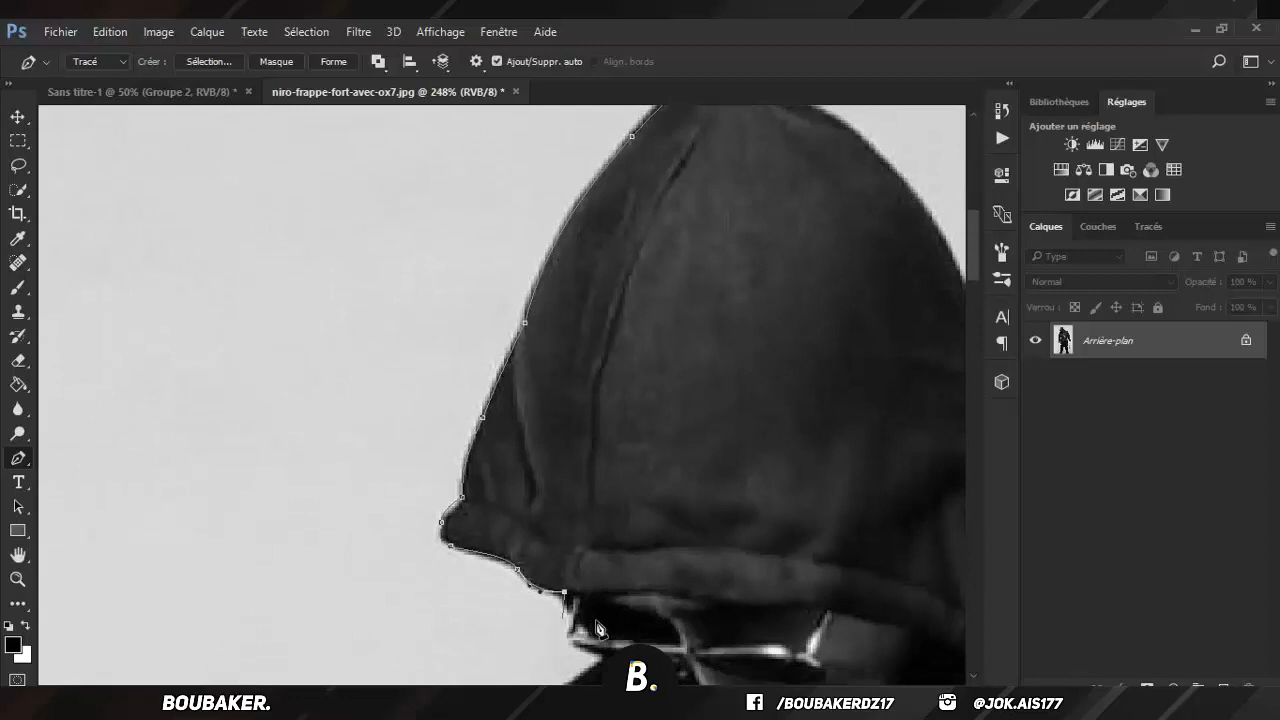 Ps Fichier Edition Image Calque Texte Sélection Filtre 3D Affichage Fenêtre Aide
Tracé Créer : Sélection... Masque Forme Ajout/Suppr. auto Align. bords
Sans titre-1 @ 50% (Groupe 2, RVB/8) * × niro-frappe-fort-avec-ox7.jpg @ 248% (RVB/8) * ×
Bibliothèques Réglages
Ajouter un réglage
Calques Couches Tracés
Type
Normal Opacité : 100 %
Verrou : Fond : 100 %
Arrière-plan
B.
BOUBAKER. /BOUBAKERDZ17 @JOK.AIS177